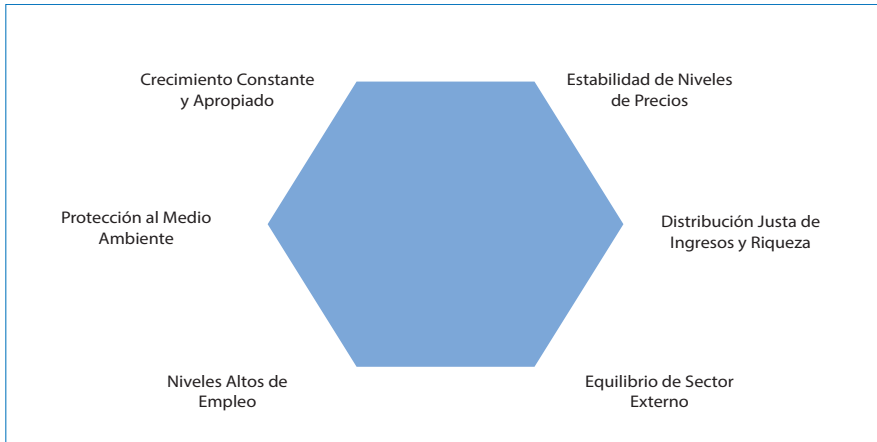 Crecimiento Constante
y Apropiado
Estabilidad de Niveles
de Precios
Protección al Medio
Ambiente
Distribución Justa de
Ingresos y Riqueza
Niveles Altos de
Empleo
Equilibrio de Sector
Externo